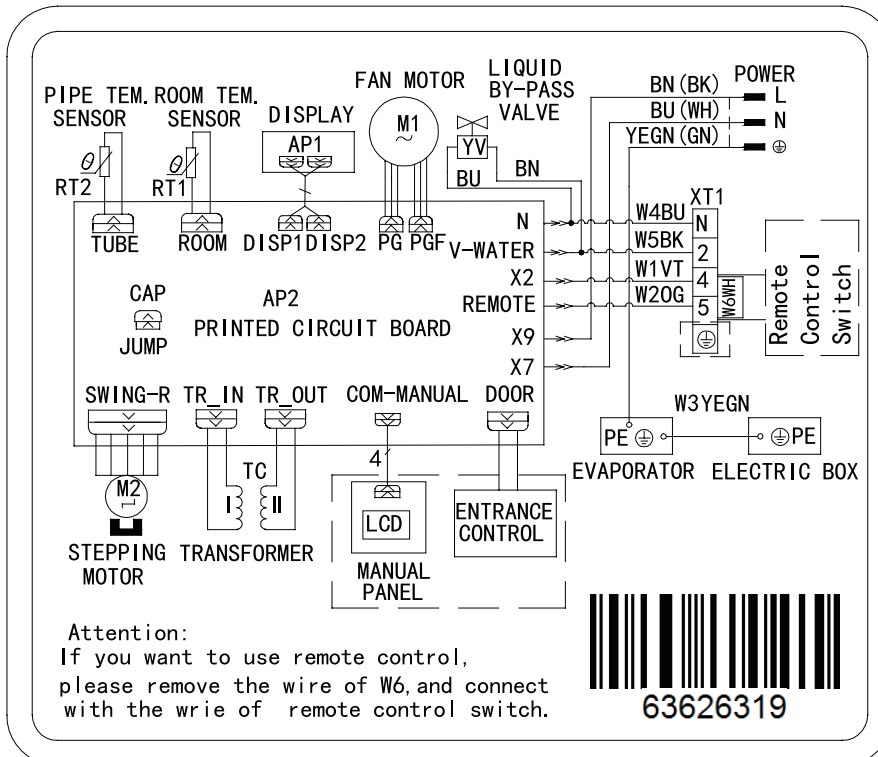 PIPE TEM.
SENSOR
ROOM TEM.
SENSOR
DISPLAY
AP1
FAN MOTOR
M1
~
LIQUID
BY-PASS
VALVE
YV
BU
BN
BN(BK)
BU(WH)
YEGN(GN)
POWER
L
N
θ
RT2
θ
RT1
TUBE
ROOM
DISP1
DISP2
PG
PGF
N
V-WATER
X2
REMOTE
X9
X7
W4BU
W5BK
W1VT
W2OG
XT1
N
2
4
5
W6WH
Remote
Control
Switch
CAP
JUMP
AP2
PRINTED CIRCUIT BOARD
SWING-R
TR_IN
TR_OUT
COM-MANUAL
DOOR
W3YEGN
PE
PE
EVAPORATOR
ELECTRIC BOX
M2
STEPPING
MOTOR
TC
I
II
TRANSFORMER
4
LCD
MANUAL
PANEL
ENTRANCE
CONTROL
Attention:
If you want to use remote control,
please remove the wire of W6,and connect
with the wrie of remote control switch.
63626319